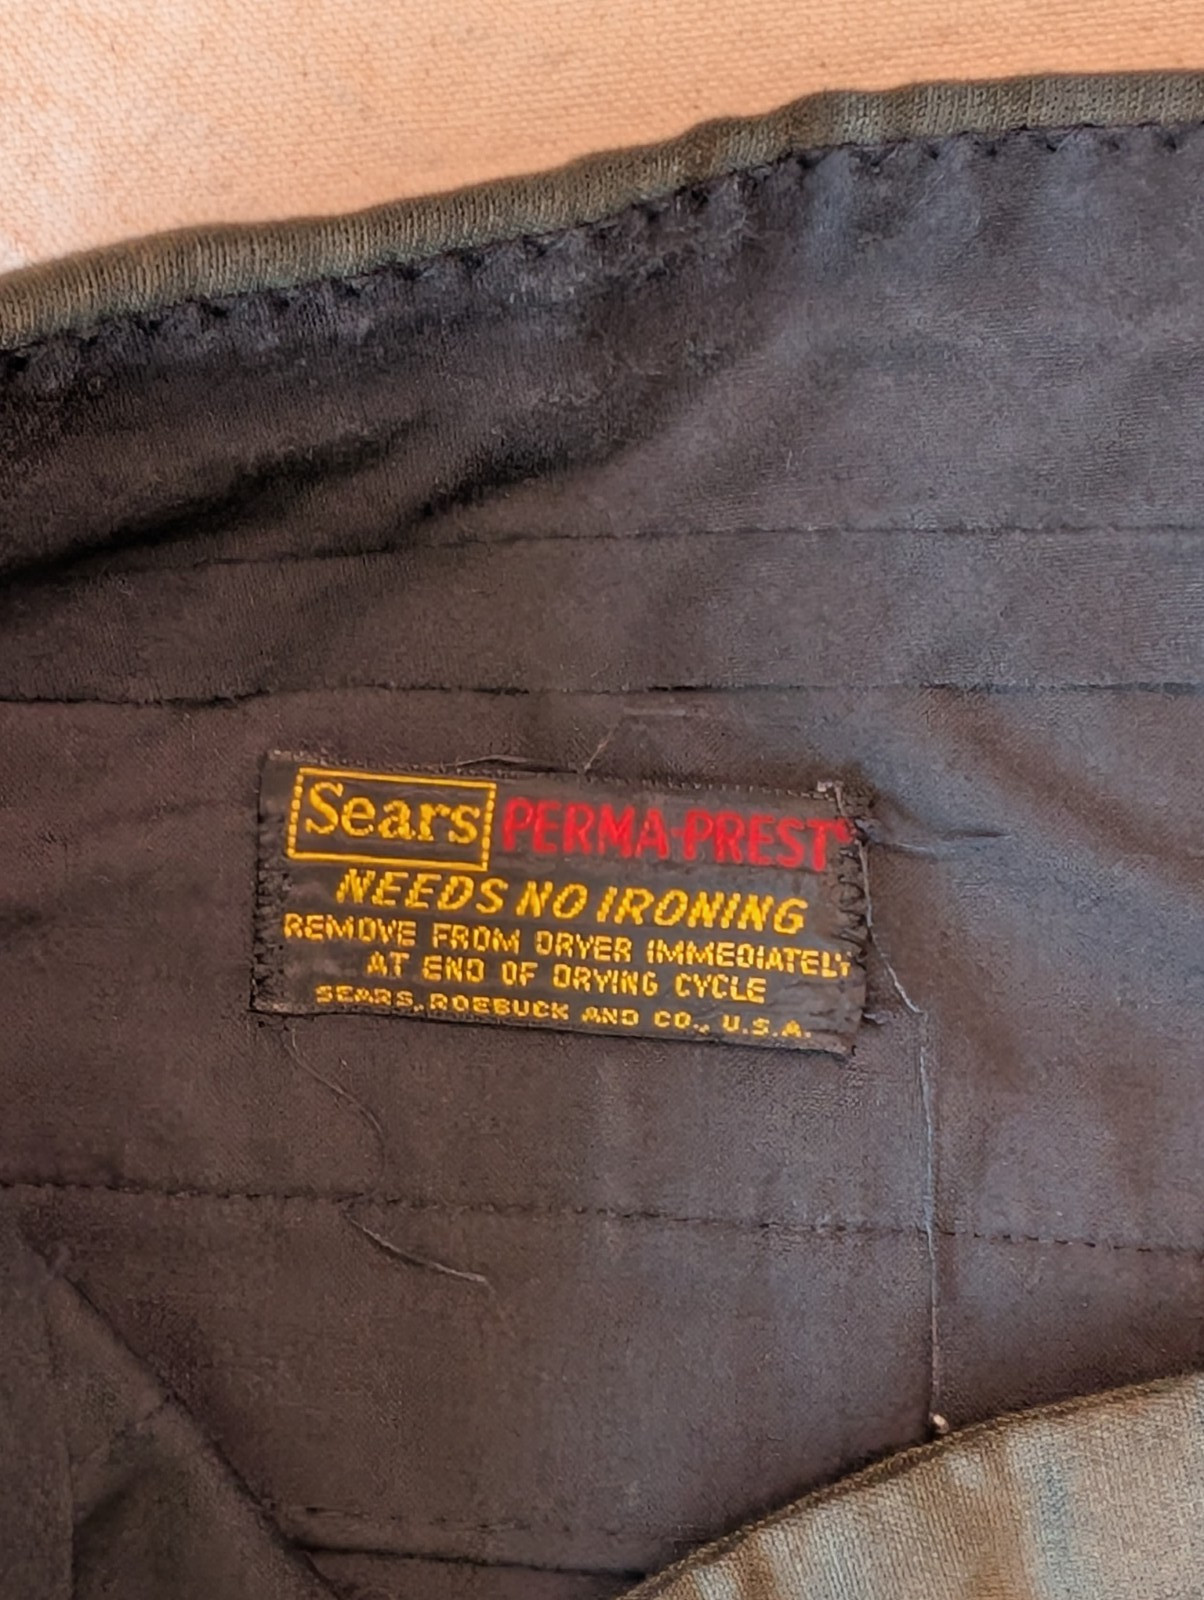 Sears PERMA-PREST
NEEDS NO IRONING
REMOVE FROM DRYER IMMEDIATELY
AT END OF DRYING CYCLE
SEARS, ROEBUCK AND CO., U.S.A.